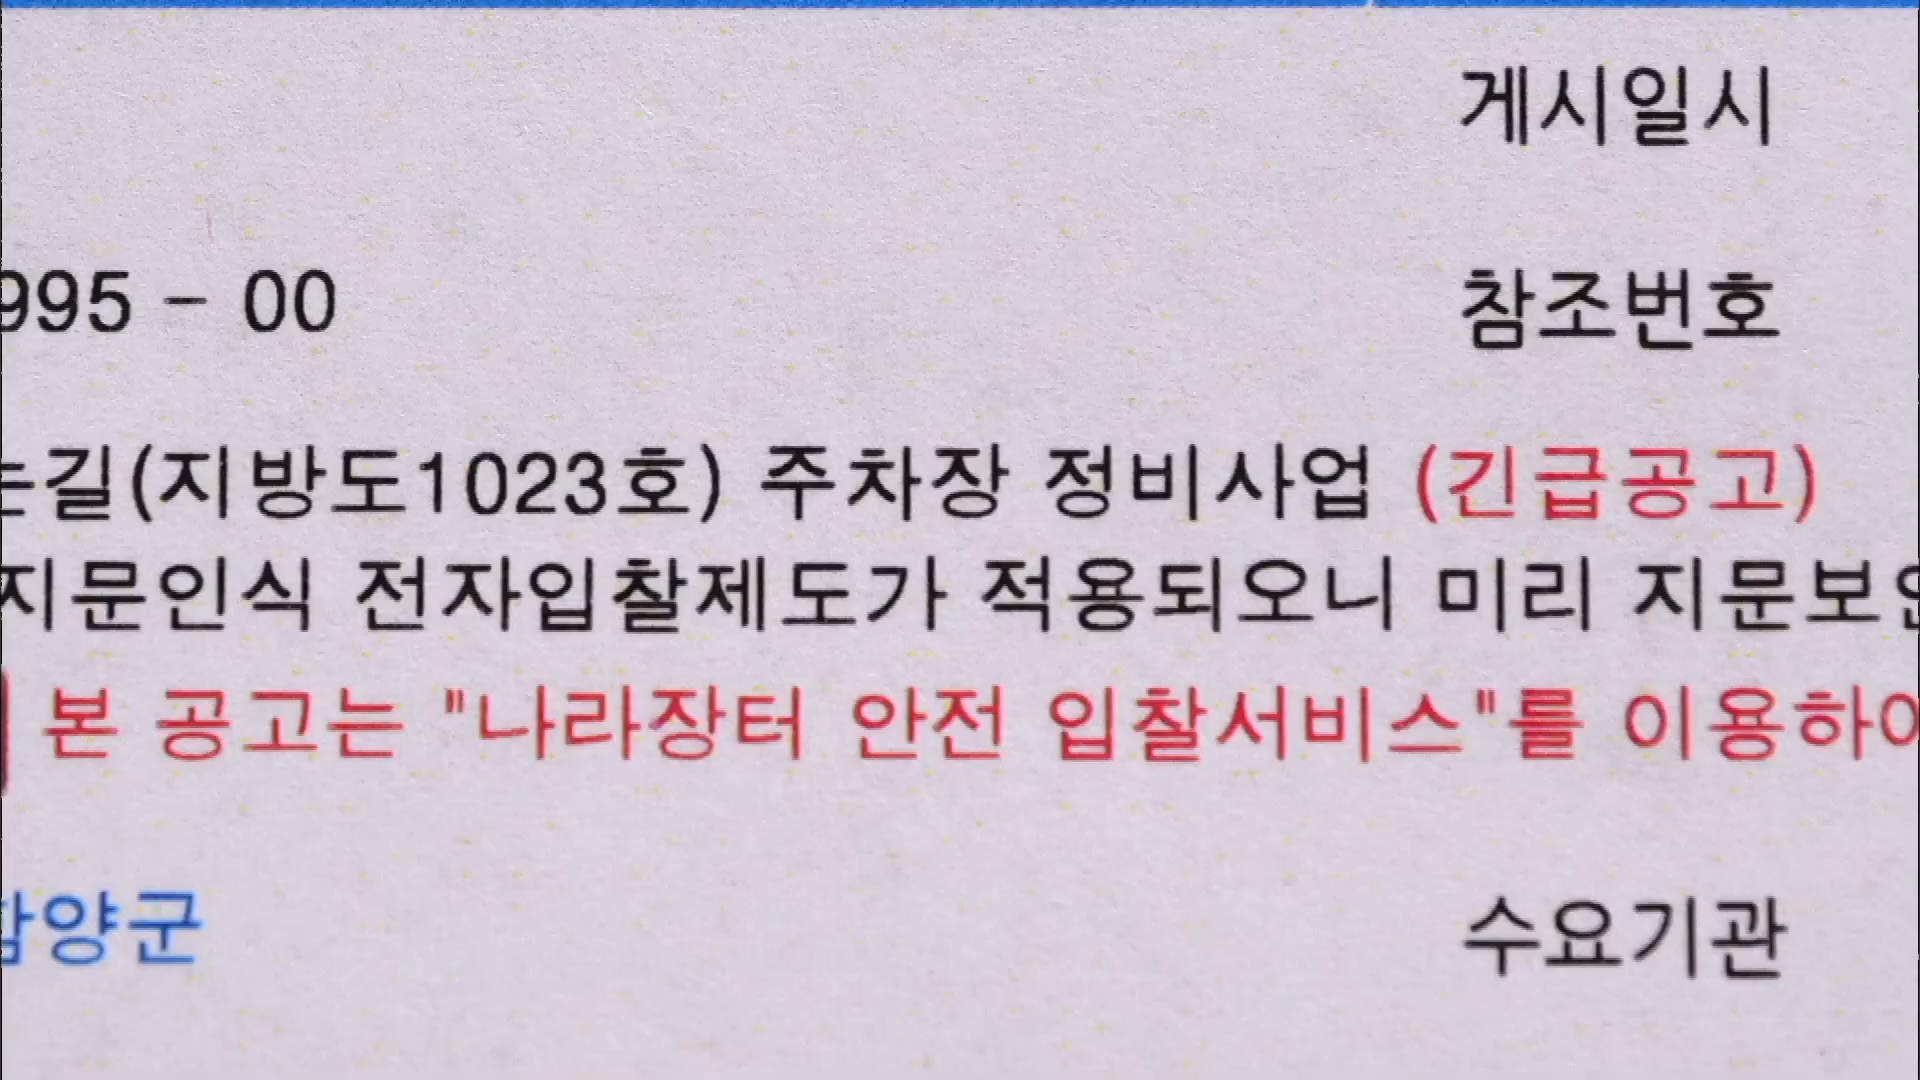 게시일시
995 - 00 참조번호
길(지방도1023호) 주차장 정비사업 (긴급공고)
지문인식 전자입찰제도가 적용되오니 미리 지문보안
본 공고는 "나라장터 안전 입찰서비스"를 이용하여
함양군 수요기관